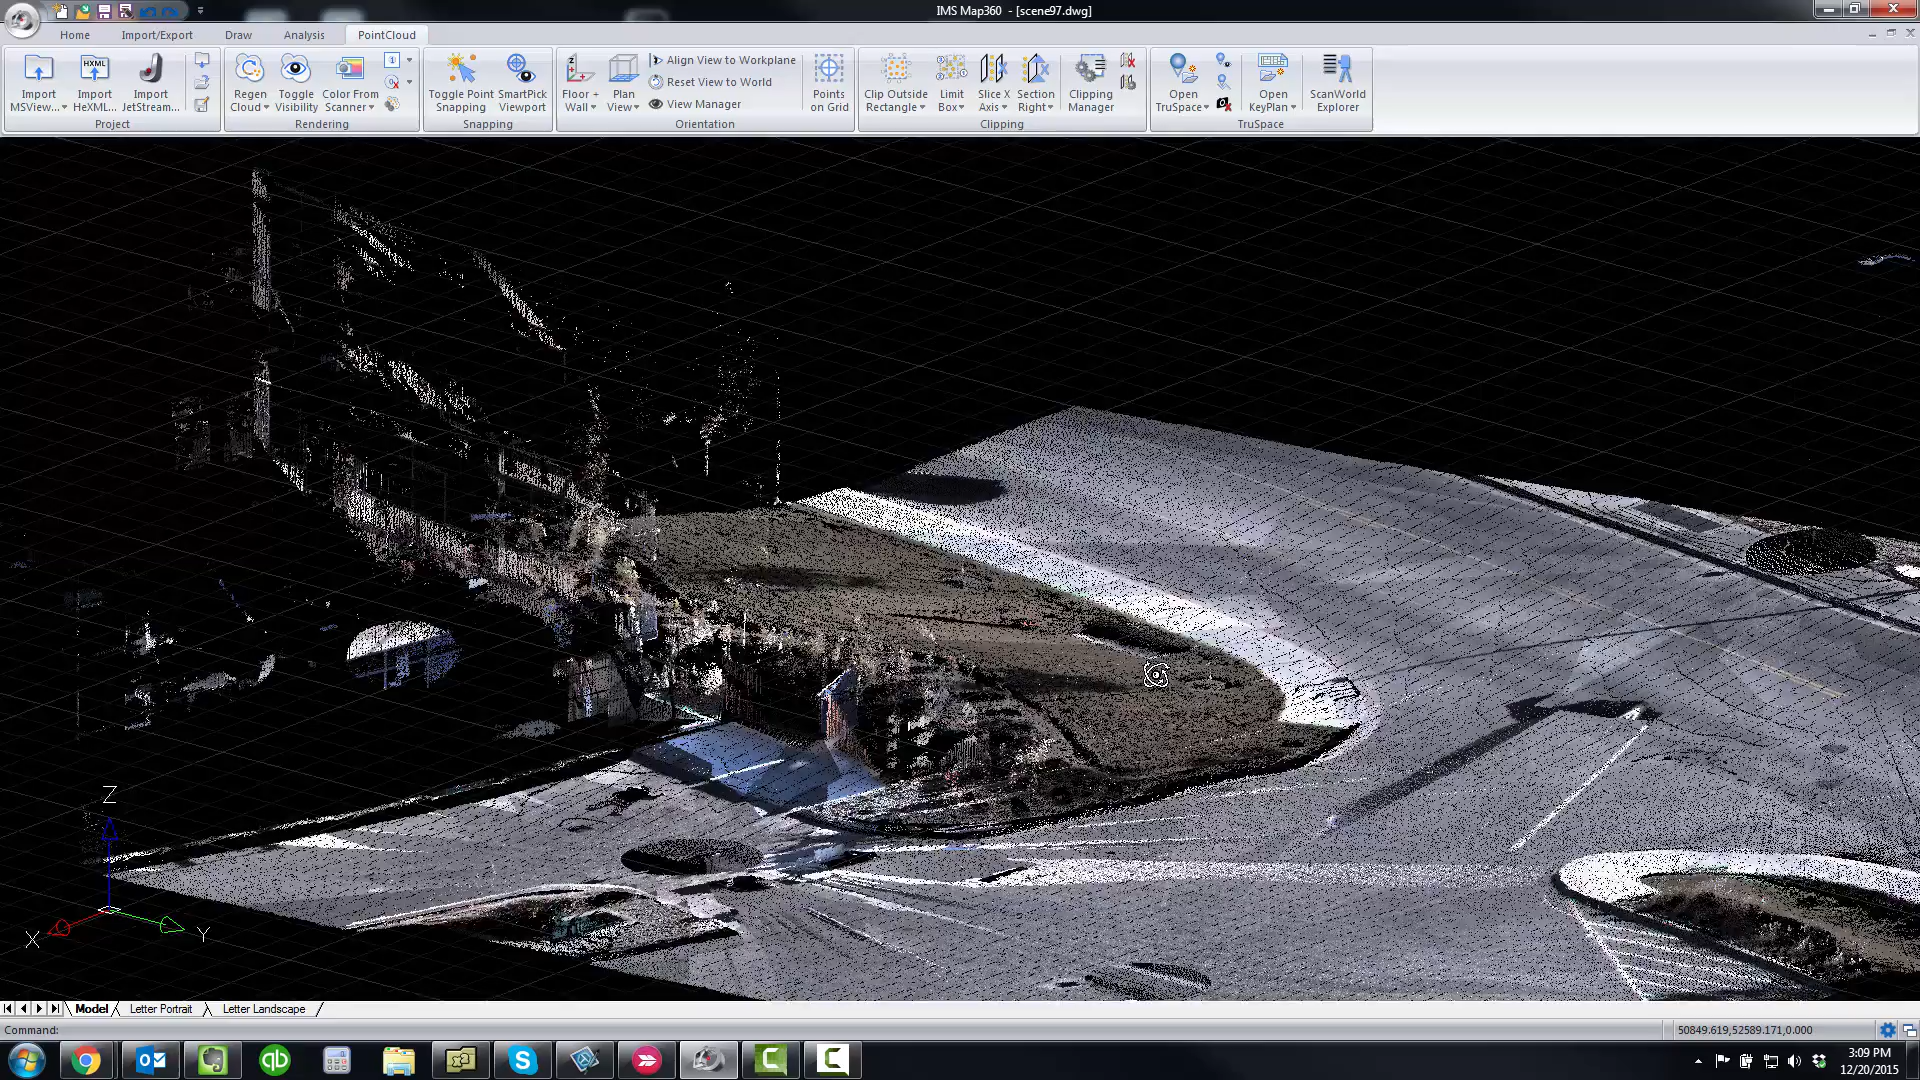 IMS Map360 - [scene97.dwg]
Home Import/Export Draw Analysis PointCloud
Import MSView...
Import HeXML...
Import JetStream...
Project
Regen Cloud
Toggle Visibility
Color From Scanner
Rendering
Toggle Point Snapping
SmartPick Viewport
Snapping
Floor + Wall
Plan View
Align View to Workplane
Reset View to World
View Manager
Orientation
Points on Grid
Clip Outside Rectangle
Limit Box
Slice X Axis
Section Right
Clipping Manager
Clipping
Open TruSpace
Open KeyPlan
ScanWorld Explorer
TruSpace
HXML
Z
X
Y
Model Letter Portrait Letter Landscape
Command:
50849.619,52589.171,0.000
3:09 PM
12/20/2015